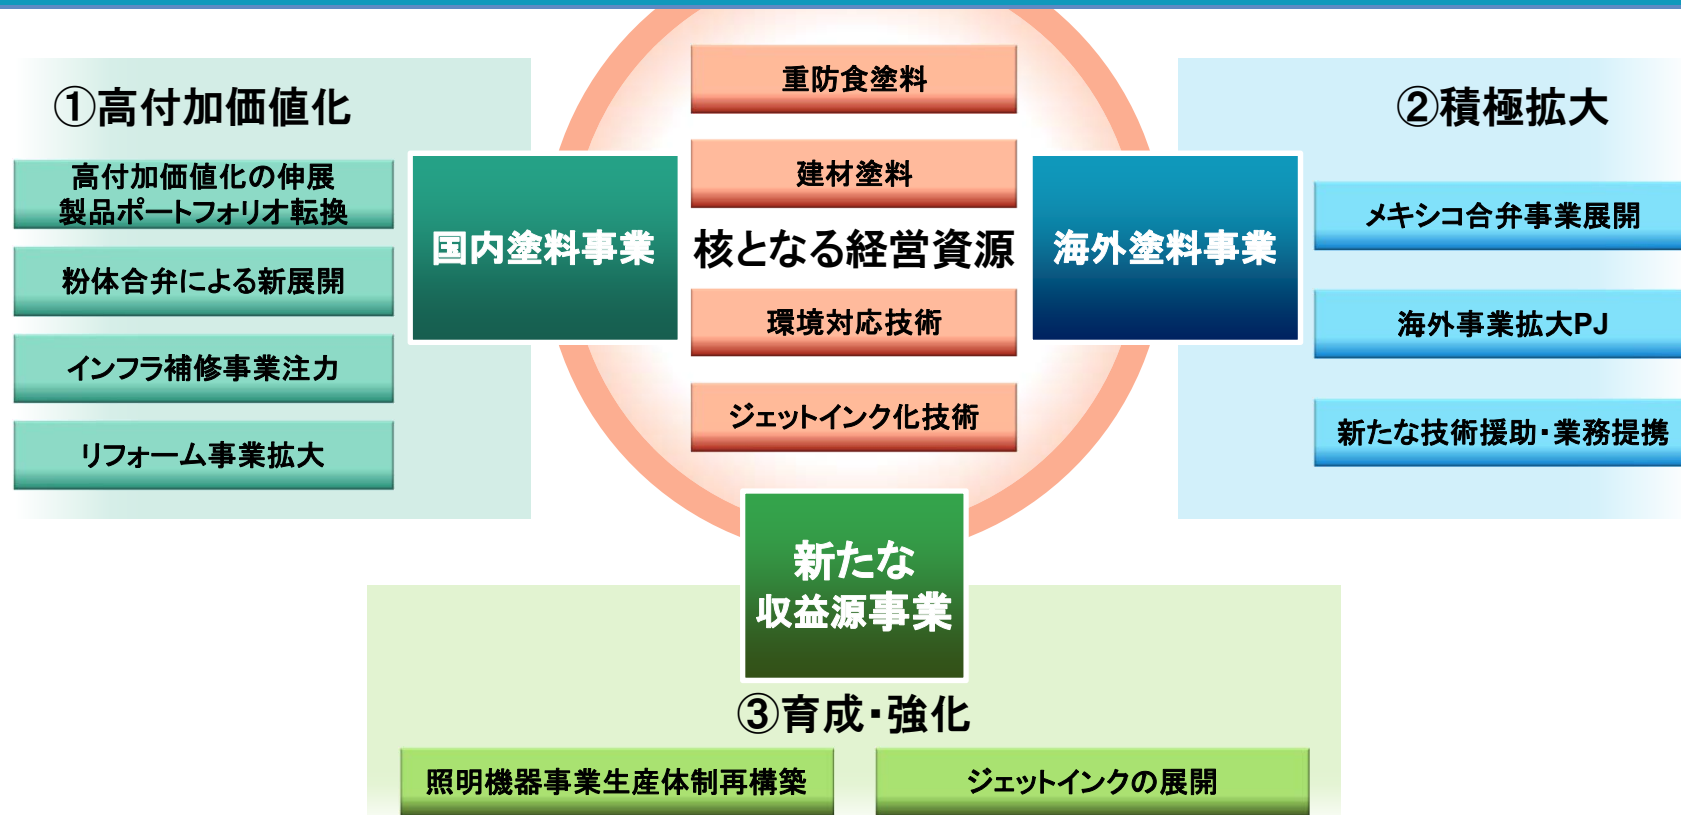 ①高付加価値化
高付加価値化の伸展
製品ポートフォリオ転換
粉体合弁による新展開
インフラ補修事業注力
リフォーム事業拡大
国内塗料事業
重防食塗料
建材塗料
核となる経営資源
環境対応技術
ジェットインク化技術
海外塗料事業
②積極拡大
メキシコ合弁事業展開
海外事業拡大PJ
新たな技術援助・業務提携
新たな
収益源事業
③育成・強化
照明機器事業生産体制再構築
ジェットインクの展開